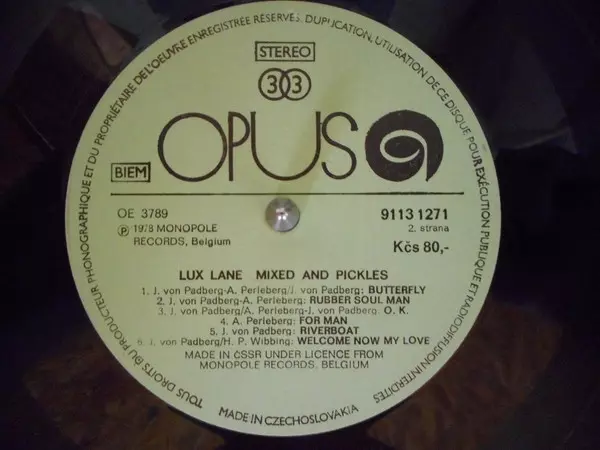 TOUS DROITS DU PRODUCTEUR PHONOGRAPHIQUE ET DU PROPRIÉTAIRE DE L'OEUVRE ENREGISTRÉE RÉSERVÉS. DUPLICATION, UTILISATION DE CE DISQUE POUR EXÉCUTION PUBLIQUE ET RADIODIFFUSION INTERDITES
STEREO
33
OPUS
BIEM
OE 3789
9113 1271
℗ 1978 MONOPOLE
2. strana
RECORDS, Belgium
Kčs 80,-
LUX LANE MIXED AND PICKLES
1. J. von Padberg-A. Perleberg/J. von Padberg: BUTTERFLY
2. J. von Padberg-A. Perleberg: RUBBER SOUL MAN
3. J. von Padberg/A. Perleberg-J. von Padberg. O. K.
4. A. Perleberg: FOR MAN
5. J. von Padberg: RIVERBOAT
6. J. von Padberg/H. P. Wibbing: WELCOME NOW MY LOVE
MADE IN ČSSR UNDER LICENCE FROM
MONOPOLE RECORDS, BELGIUM
MADE IN CZECHOSLOVAKIA